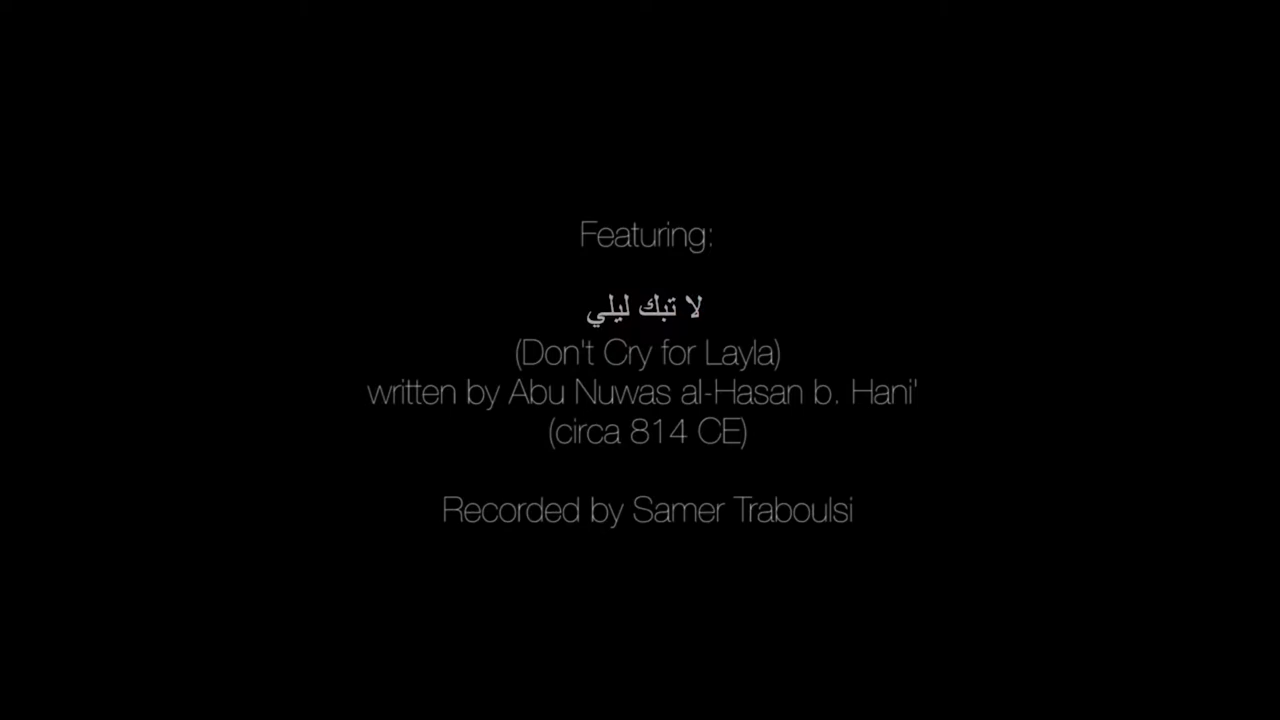 Featuring:
لا تبك ليلي
(Don't Cry for Layla)
written by Abu Nuwas al-Hasan b. Hani'
(circa 814 CE)
Recorded by Samer Traboulsi